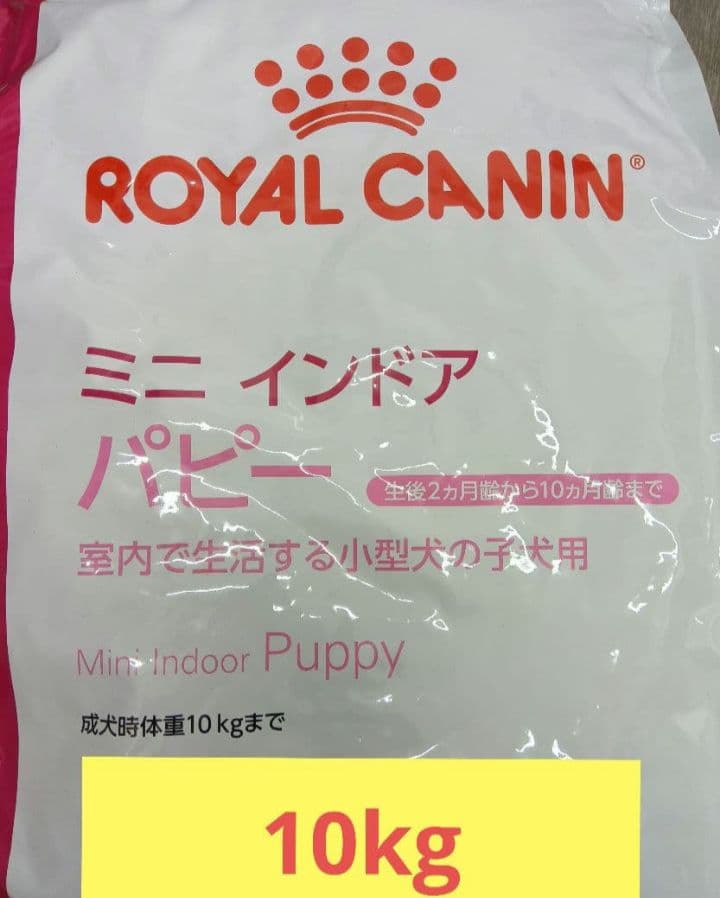 ROYAL CANIN®
ミニ インドア
パピー
生後2ヵ月齢から10ヵ月齢まで
室内で生活する小型犬の子犬用
Mini Indoor Puppy
成犬時体重10kgまで
10kg